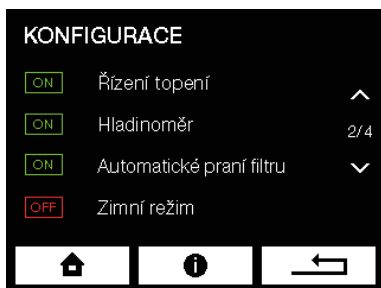 KONFIGURACE
ON Řízení topení
ON Hladinoměr
2/4
ON Automatické praní filtru
OFF Zimní režim